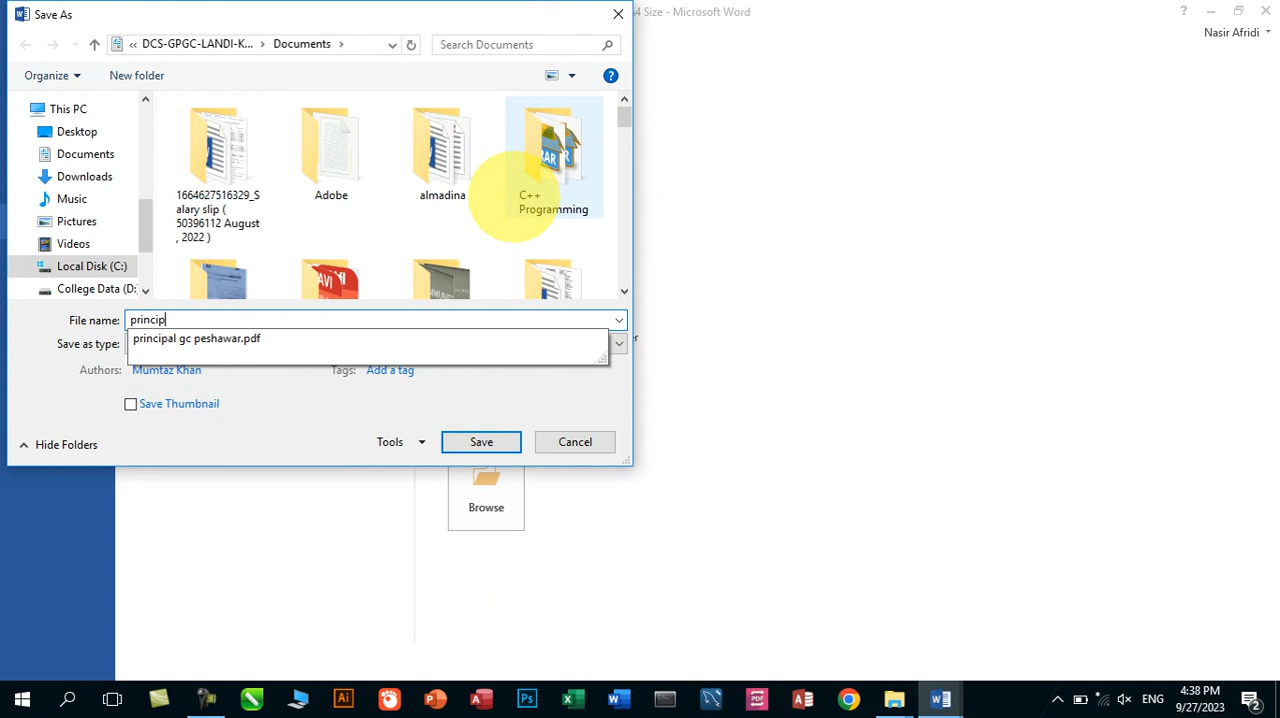 Save As
A4 Size - Microsoft Word
Nasir Afridi
DCS-GPGC-LANDI-K...
Documents
Search Documents
Organize
New folder
This PC
Desktop
Documents
Downloads
Music
Pictures
Videos
Local Disk (C:)
College Data (D:
1664627516329_S
alary slip (
50396112 August
, 2022 )
Adobe
almadina
C++
Programming
File name:
princip
principal gc peshawar.pdf
Save as type:
Authors:
Mumtaz Khan
Tags:
Add a tag
Save Thumbnail
Hide Folders
Tools
Save
Cancel
Browse
ENG
4:38 PM
9/27/2023
2